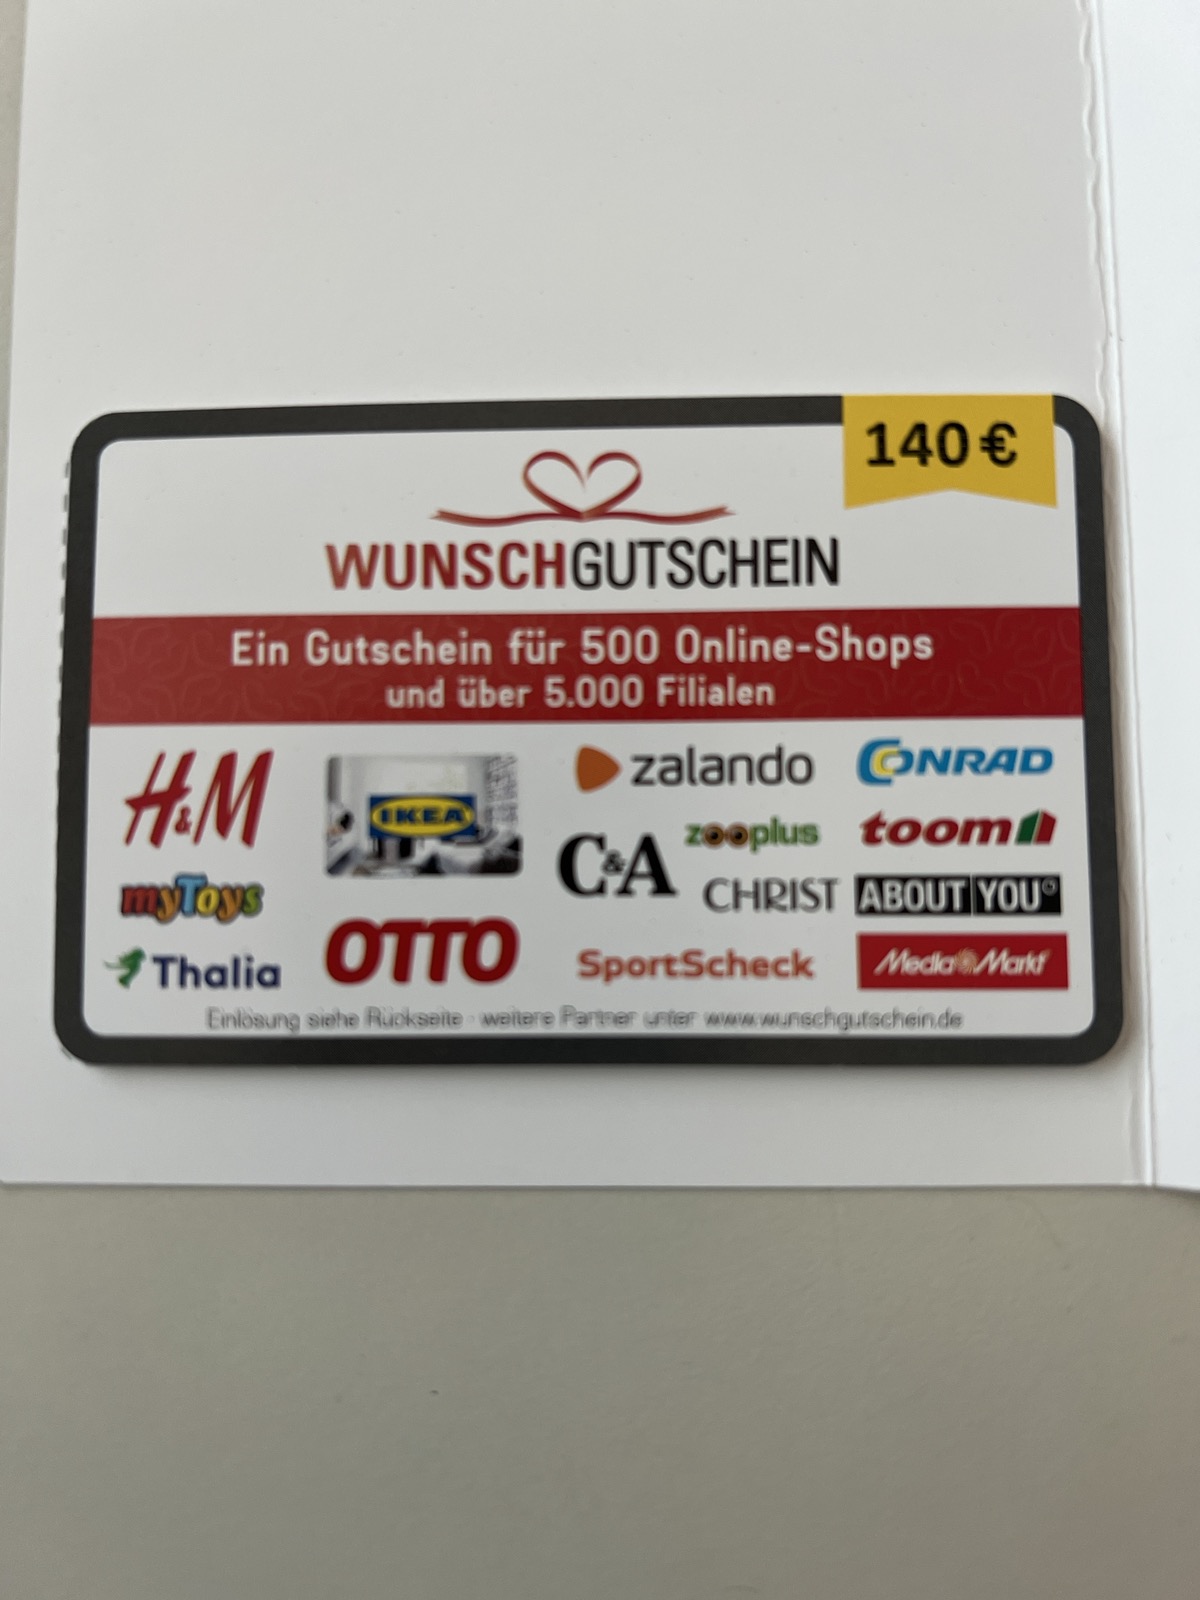 140 €
WUNSCHGUTSCHEIN
Ein Gutschein für 500 Online-Shops
und über 5.000 Filialen
H&M
IKEA
zalando
CONRAD
zooplus
toom
C&A
myToys
CHRIST
ABOUT YOU
Thalia
OTTO
SportScheck
MediaMarkt
Einlösung siehe Rückseite · weitere Partner unter www.wunschgutschein.de